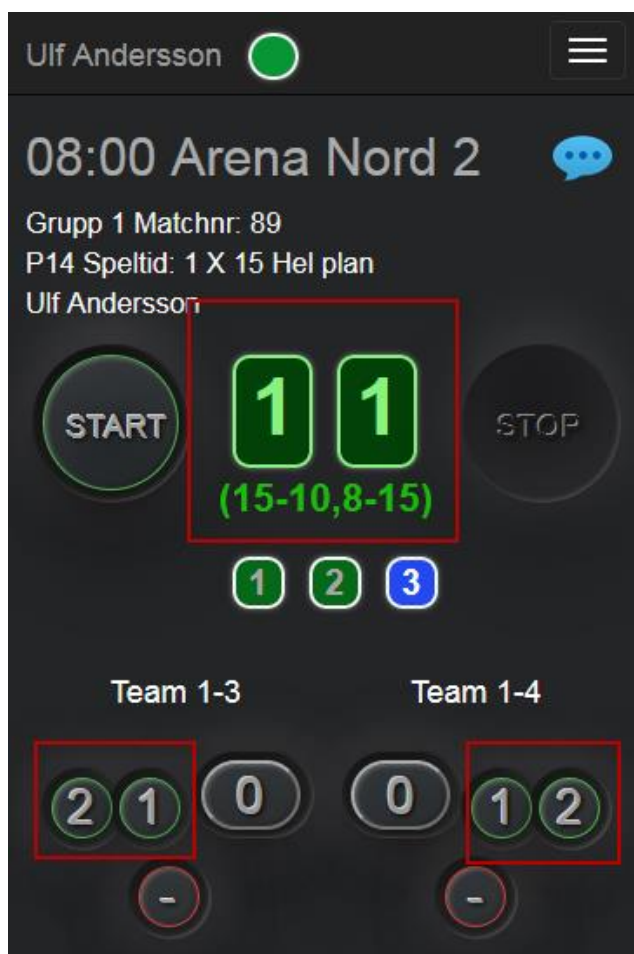 Ulf Andersson
08:00 Arena Nord 2
Grupp 1 Matchnr: 89
P14 Speltid: 1 X 15 Hel plan
Ulf Andersson
START 1 1 STOP
(15-10,8-15)
1 2 3
Team 1-3 Team 1-4
2 1 0 0 1 2
- -